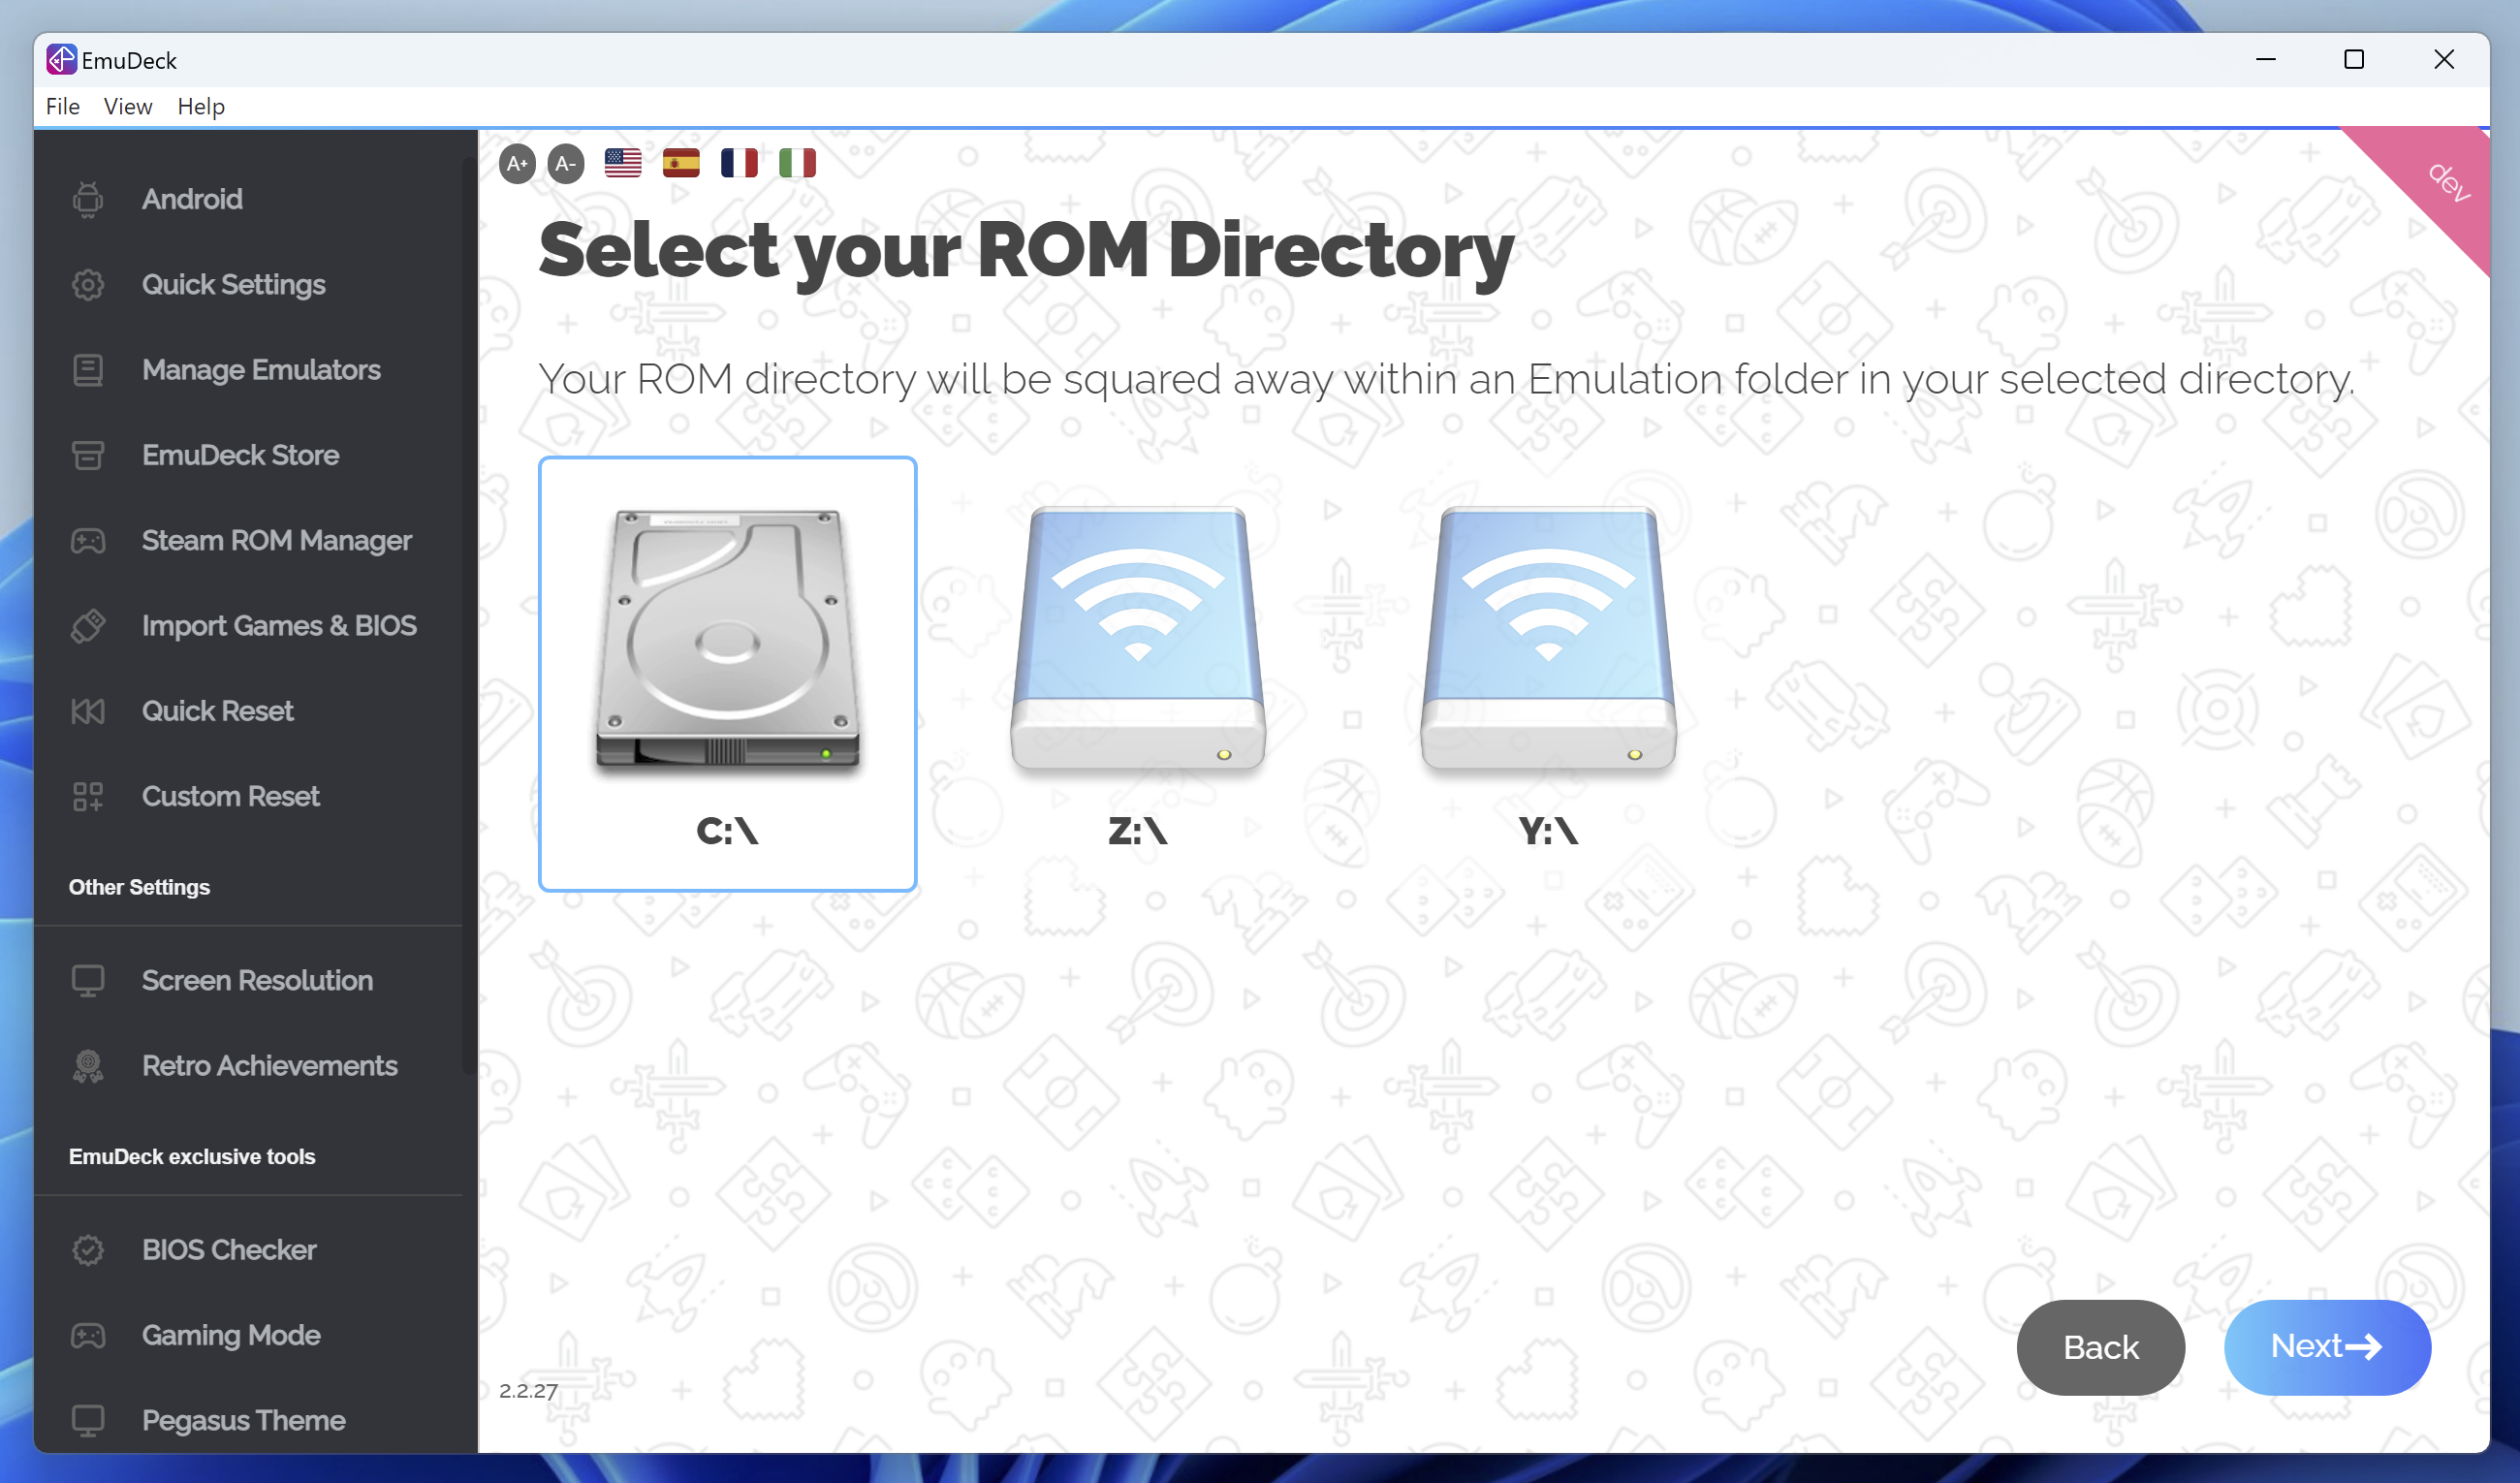 EmuDeck
File View Help
A+ A-
dev
Android
Quick Settings
Manage Emulators
EmuDeck Store
Steam ROM Manager
Import Games & BIOS
Quick Reset
Custom Reset
Other Settings
Screen Resolution
Retro Achievements
EmuDeck exclusive tools
BIOS Checker
Gaming Mode
Pegasus Theme
Select your ROM Directory
Your ROM directory will be squared away within an Emulation folder in your selected directory.
C:\
Z:\
Y:\
2.2.27
Back
Next